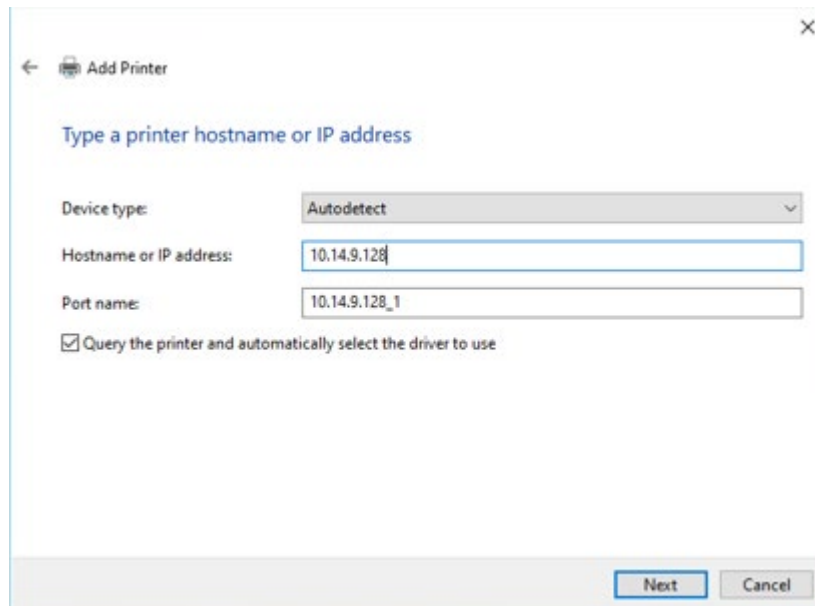 Add Printer
Type a printer hostname or IP address
Device type: Autodetect
Hostname or IP address: 10.14.9.128
Port name: 10.14.9.128_1
Query the printer and automatically select the driver to use
Next Cancel